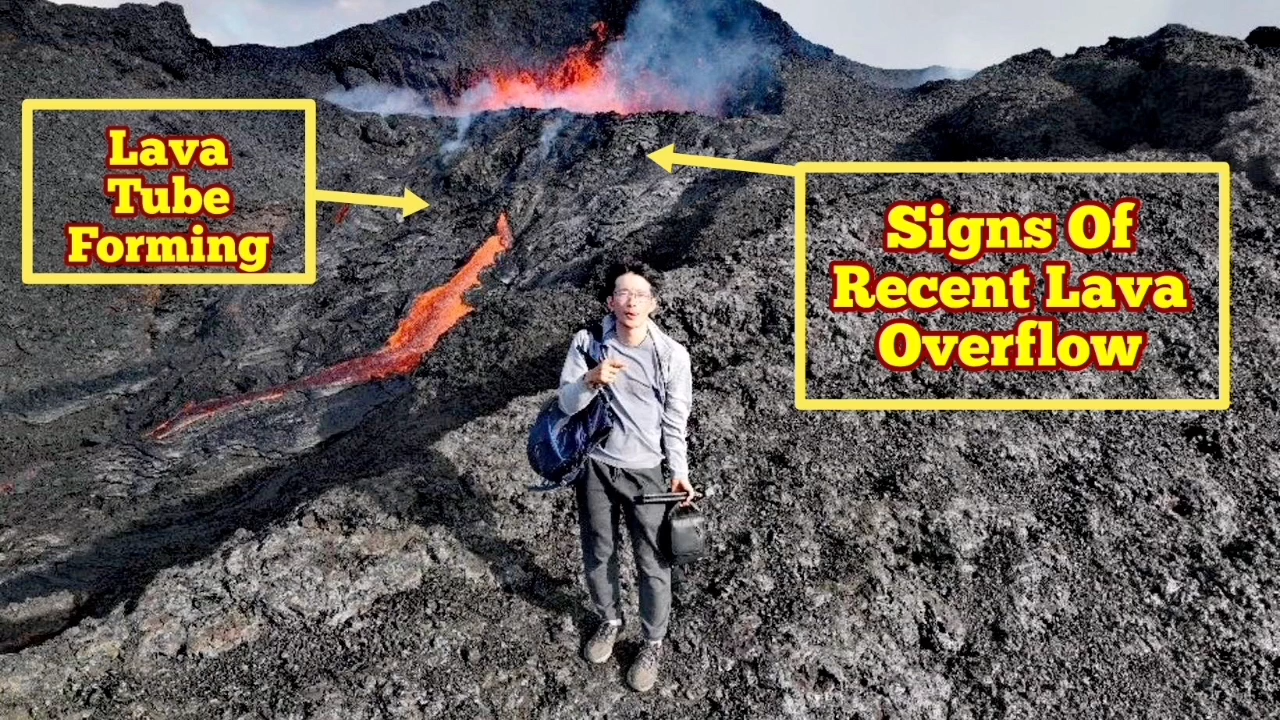 Lava
Tube
Forming
Signs Of
Recent Lava
Overflow